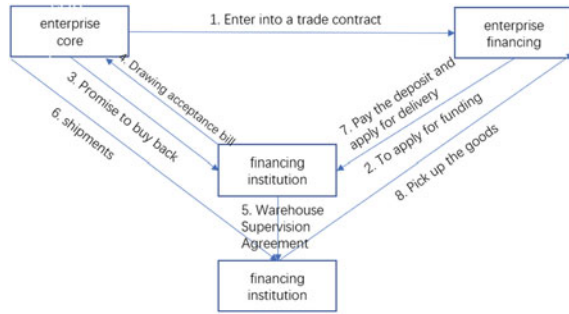 1. Enter into a trade contract
enterprise
core
enterprise
financing
4. Drawing acceptance bill
3. Promise to buy back
6. shipments
7. Pay the deposit and
apply for delivery
2. To apply for funding
8. Pick up the goods
financing
institution
5. Warehouse
Supervision
Agreement
financing
institution